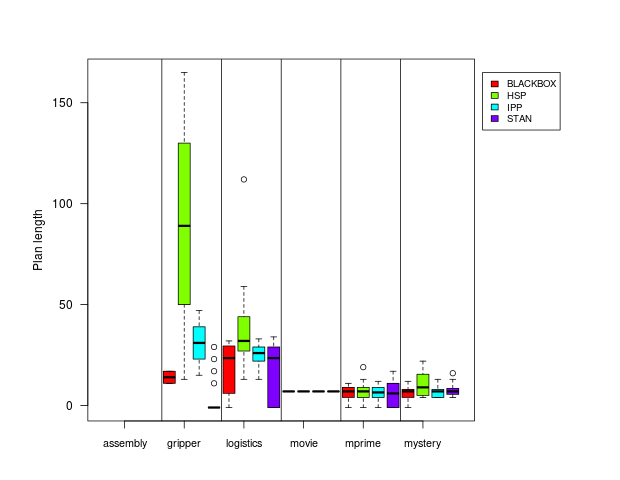 BLACKBOX
HSP
IPP
STAN
Plan length
150
100
50
0
assembly gripper logistics movie mprime mystery